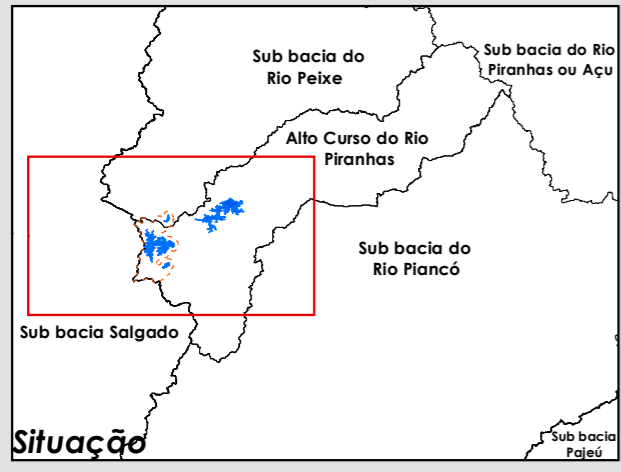 Sub bacia do
Rio Peixe
Sub bacia do Rio
Piranhas ou Açu
Alto Curso do Rio
Piranhas
Sub bacia do
Rio Piancó
Sub bacia Salgado
Situação
Sub bacia
Pajeú